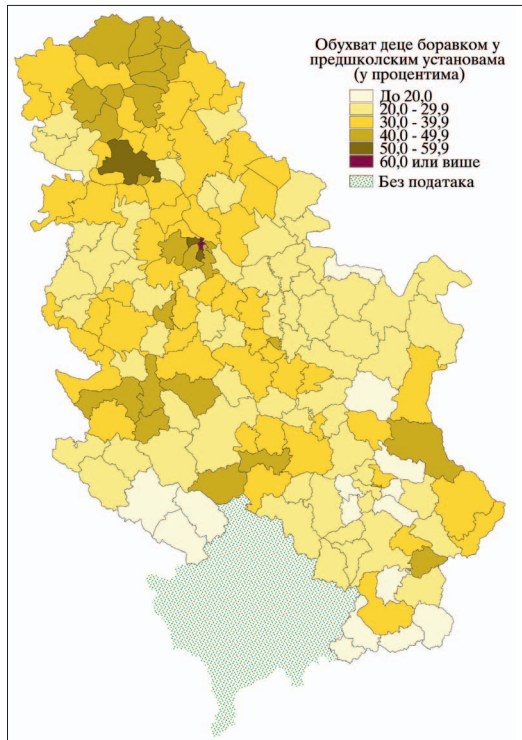 Обухват деце боравком у
предшколским установама
(у процентима)
До 20,0
20,0 - 29,9
30,0 - 39,9
40,0 - 49,9
50,0 - 59,9
60,0 или више
Без података